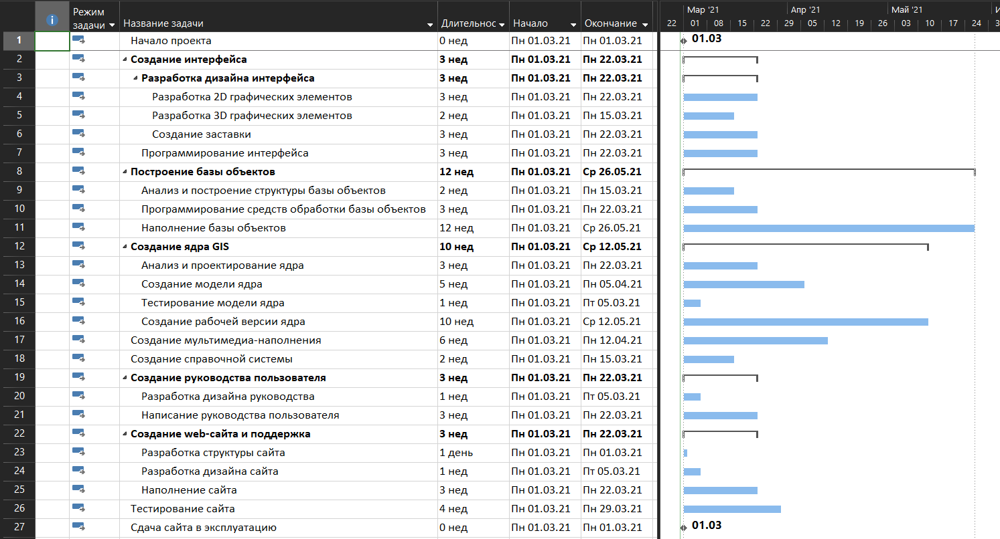 Режим задачи Название задачи Длительнос Начало Окончание
Мар '21 Апр '21 Май '21 И
22 01 08 15 22 29 05 12 19 26 03 10 17 24 3
1 Начало проекта 0 нед Пн 01.03.21 Пн 01.03.21 01.03
2 Создание интерфейса 3 нед Пн 01.03.21 Пн 22.03.21
3 Разработка дизайна интерфейса 3 нед Пн 01.03.21 Пн 22.03.21
4 Разработка 2D графических элементов 3 нед Пн 01.03.21 Пн 22.03.21
5 Разработка 3D графических элементов 2 нед Пн 01.03.21 Пн 15.03.21
6 Создание заставки 3 нед Пн 01.03.21 Пн 22.03.21
7 Программирование интерфейса 3 нед Пн 01.03.21 Пн 22.03.21
8 Построение базы объектов 12 нед Пн 01.03.21 Ср 26.05.21
9 Анализ и построение структуры базы объектов 2 нед Пн 01.03.21 Пн 15.03.21
10 Программирование средств обработки базы объектов 3 нед Пн 01.03.21 Пн 22.03.21
11 Наполнение базы объектов 12 нед Пн 01.03.21 Ср 26.05.21
12 Создание ядра GIS 10 нед Пн 01.03.21 Ср 12.05.21
13 Анализ и проектирование ядра 3 нед Пн 01.03.21 Пн 22.03.21
14 Создание модели ядра 5 нед Пн 01.03.21 Пн 05.04.21
15 Тестирование модели ядра 1 нед Пн 01.03.21 Пт 05.03.21
16 Создание рабочей версии ядра 10 нед Пн 01.03.21 Ср 12.05.21
17 Создание мультимедиа-наполнения 6 нед Пн 01.03.21 Пн 12.04.21
18 Создание справочной системы 2 нед Пн 01.03.21 Пн 15.03.21
19 Создание руководства пользователя 3 нед Пн 01.03.21 Пн 22.03.21
20 Разработка дизайна руководства 1 нед Пн 01.03.21 Пт 05.03.21
21 Написание руководства пользователя 3 нед Пн 01.03.21 Пн 22.03.21
22 Создание web-сайта и поддержка 3 нед Пн 01.03.21 Пн 22.03.21
23 Разработка структуры сайта 1 день Пн 01.03.21 Пн 01.03.21
24 Разработка дизайна сайта 1 нед Пн 01.03.21 Пт 05.03.21
25 Наполнение сайта 3 нед Пн 01.03.21 Пн 22.03.21
26 Тестирование сайта 4 нед Пн 01.03.21 Пн 29.03.21
27 Сдача сайта в эксплуатацию 0 нед Пн 01.03.21 Пн 01.03.21 01.03